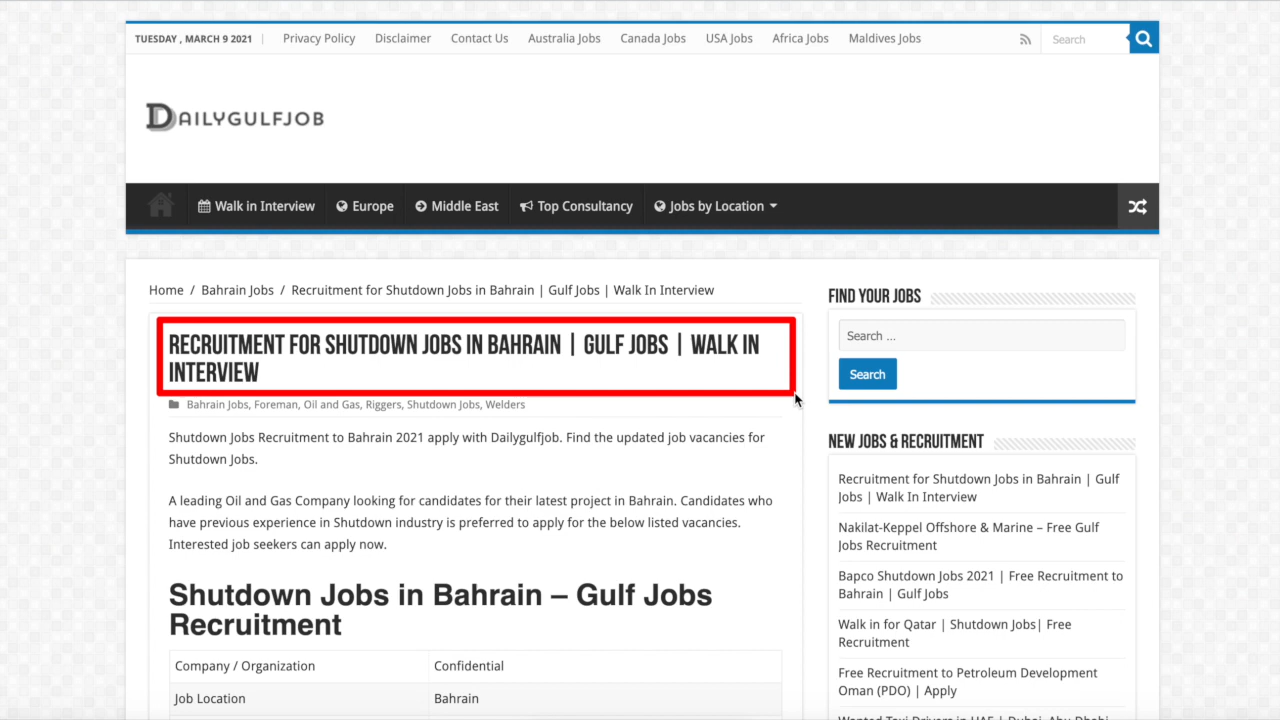 TUESDAY , MARCH 9 2021
Privacy Policy
Disclaimer
Contact Us
Australia Jobs
Canada Jobs
USA Jobs
Africa Jobs
Maldives Jobs
Search
DAILYGULFJOB
Walk in Interview
Europe
Middle East
Top Consultancy
Jobs by Location
Home / Bahrain Jobs / Recruitment for Shutdown Jobs in Bahrain | Gulf Jobs | Walk In Interview
RECRUITMENT FOR SHUTDOWN JOBS IN BAHRAIN | GULF JOBS | WALK IN
INTERVIEW
Bahrain Jobs, Foreman, Oil and Gas, Riggers, Shutdown Jobs, Welders
Shutdown Jobs Recruitment to Bahrain 2021 apply with Dailygulfjob. Find the updated job vacancies for
Shutdown Jobs.
A leading Oil and Gas Company looking for candidates for their latest project in Bahrain. Candidates who
have previous experience in Shutdown industry is preferred to apply for the below listed vacancies.
Interested job seekers can apply now.
Shutdown Jobs in Bahrain – Gulf Jobs
Recruitment
Company / Organization Confidential
Job Location Bahrain
FIND YOUR JOBS
Search ...
Search
NEW JOBS & RECRUITMENT
Recruitment for Shutdown Jobs in Bahrain | Gulf
Jobs | Walk In Interview
Nakilat-Keppel Offshore & Marine – Free Gulf
Jobs Recruitment
Bapco Shutdown Jobs 2021 | Free Recruitment to
Bahrain | Gulf Jobs
Walk in for Qatar | Shutdown Jobs| Free
Recruitment
Free Recruitment to Petroleum Development
Oman (PDO) | Apply
Wanted Taxi Drivers in UAE | Dubai, Abu Dhabi